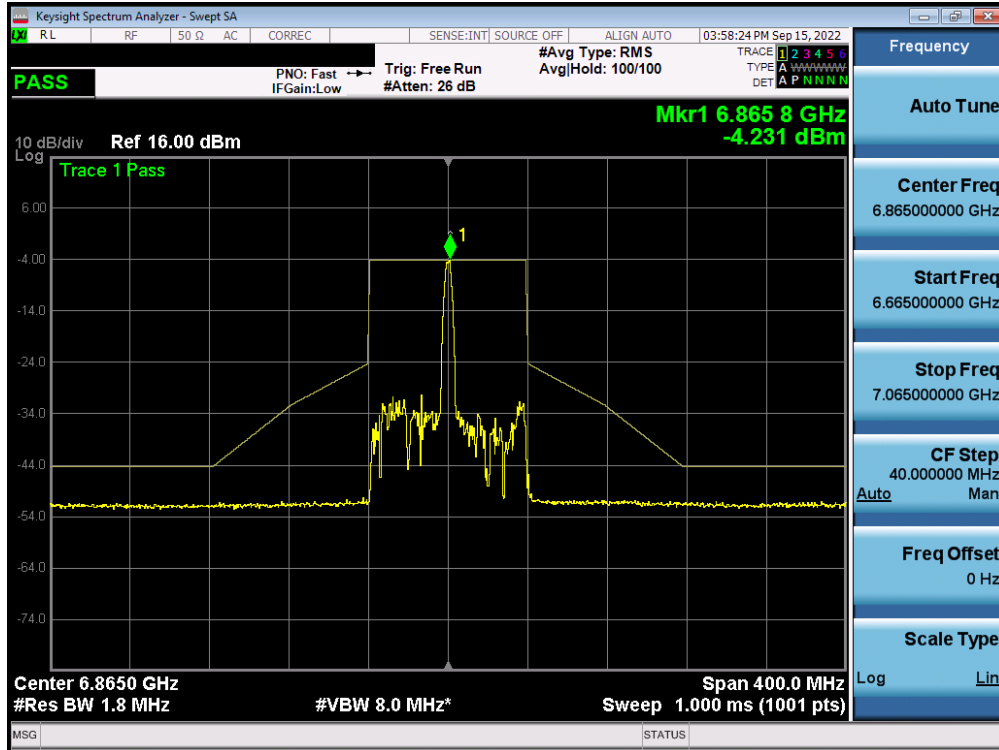 Keysight Spectrum Analyzer - Swept SA
LXI RL RF 50 Ω AC CORREC SENSE:INT SOURCE OFF ALIGN AUTO 03:58:24 PM Sep 15, 2022
PASS
PNO: Fast
IFGain:Low
Trig: Free Run
#Atten: 26 dB
#Avg Type: RMS
Avg|Hold: 100/100
TRACE 1 2 3 4 5 6
TYPE A WWWWW
DET A P N N N N
Mkr1 6.865 8 GHz
-4.231 dBm
10 dB/div Ref 16.00 dBm
Log
Trace 1 Pass
1
6.00
-4.00
-14.0
-24.0
-34.0
-44.0
-54.0
-64.0
-74.0
Center 6.8650 GHz Span 400.0 MHz
#Res BW 1.8 MHz #VBW 8.0 MHz* Sweep 1.000 ms (1001 pts)
MSG STATUS
Frequency
Auto Tune
Center Freq
6.865000000 GHz
Start Freq
6.665000000 GHz
Stop Freq
7.065000000 GHz
CF Step
40.000000 MHz
Auto Man
Freq Offset
0 Hz
Scale Type
Log Lin